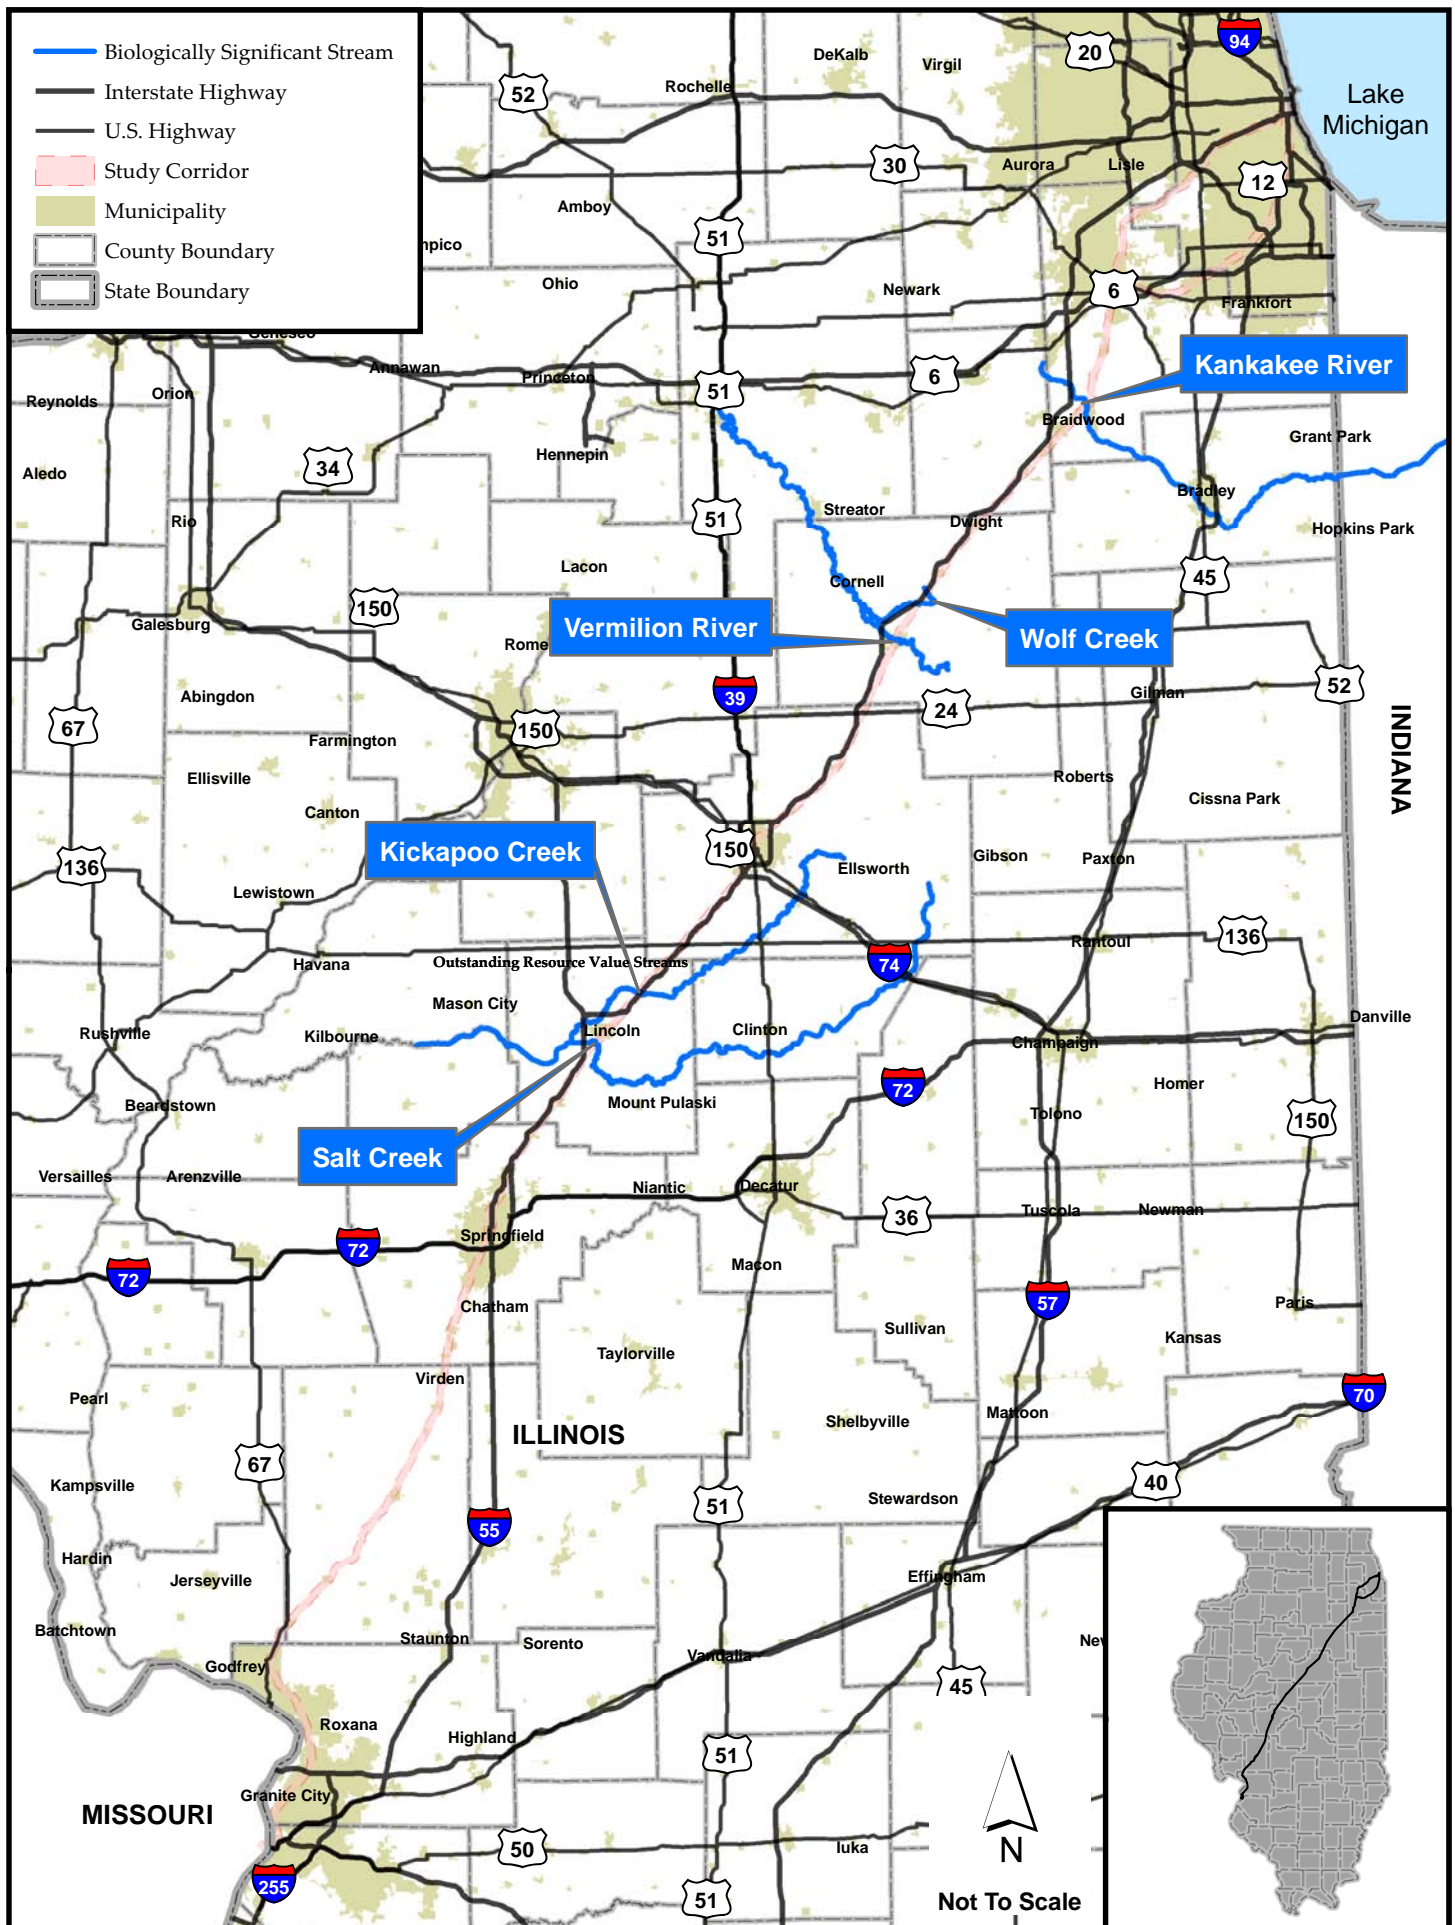 Biologically Significant Stream
Interstate Highway
U.S. Highway
Study Corridor
Municipality
County Boundary
State Boundary
94
20
DeKalb
Virgil
52
Rochelle
Lake
Michigan
30
Aurora
Lisle
12
Amboy
51
mpico
Ohio
Newark
6
Frankfort
Geneseo
Annawan
Princeton
51
6
Kankakee River
Reynolds
Orion
Braidwood
Grant Park
34
Hennepin
Aledo
Bradley
Rio
51
Streator
Dwight
Hopkins Park
Lacon
Cornell
45
150
Galesburg
Vermilion River
Rome
Wolf Creek
39
Gilman
52
Abingdon
24
67
150
INDIANA
Farmington
Ellisville
Roberts
Cissna Park
Canton
Kickapoo Creek
150
136
Ellsworth
Gibson
Paxton
Lewistown
136
Rantoul
Havana
Outstanding Resource Value Streams
74
Mason City
Rushville
Kilbourne
Lincoln
Clinton
Danville
Champaign
72
Homer
Beardstown
Mount Pulaski
Tolono
150
Salt Creek
Versailles
Arenzville
Niantic
Decatur
36
Tuscola
Newman
Springfield
72
72
Macon
Chatham
57
Paris
Sullivan
Kansas
Taylorville
Virden
70
Pearl
Shelbyville
Mattoon
ILLINOIS
67
40
Kampsville
51
Stewardson
55
Hardin
Jerseyville
Effingham
Batchtown
Staunton
Sorento
Vandalia
New
Godfrey
45
Roxana
Highland
51
Granite City
MISSOURI
N
50
Iuka
255
51
Not To Scale